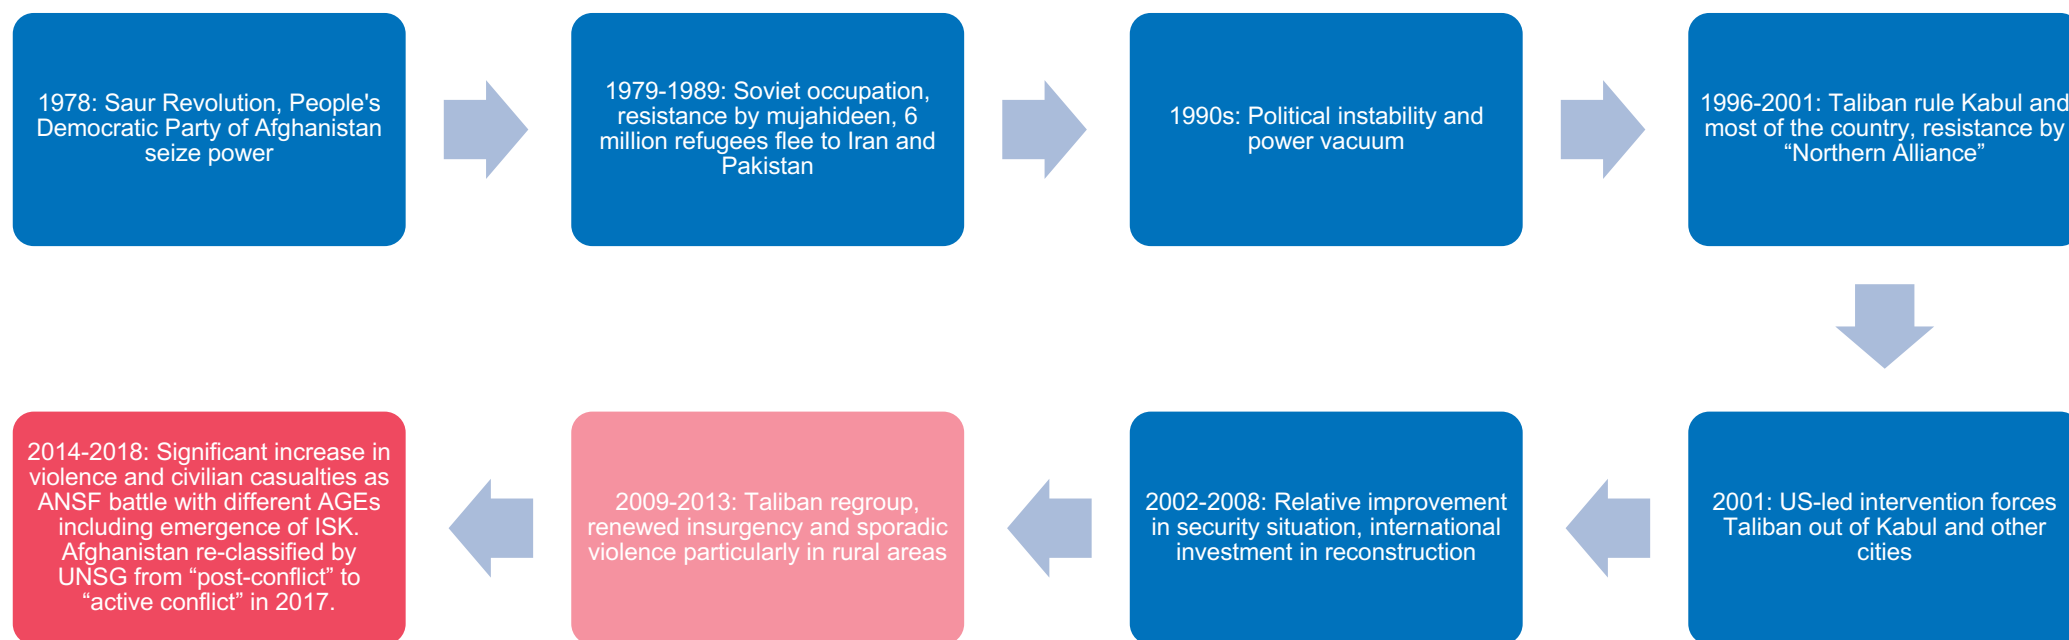 1978: Saur Revolution, People's
Democratic Party of Afghanistan
seize power
1979-1989: Soviet occupation,
resistance by mujahideen, 6
million refugees flee to Iran and
Pakistan
1990s: Political instability and
power vacuum
1996-2001: Taliban rule Kabul and
most of the country, resistance by
“Northern Alliance”
2001: US-led intervention forces
Taliban out of Kabul and other
cities
2002-2008: Relative improvement
in security situation, international
investment in reconstruction
2009-2013: Taliban regroup,
renewed insurgency and sporadic
violence particularly in rural areas
2014-2018: Significant increase in
violence and civilian casualties as
ANSF battle with different AGEs
including emergence of ISK.
Afghanistan re-classified by
UNSG from “post-conflict” to
“active conflict” in 2017.